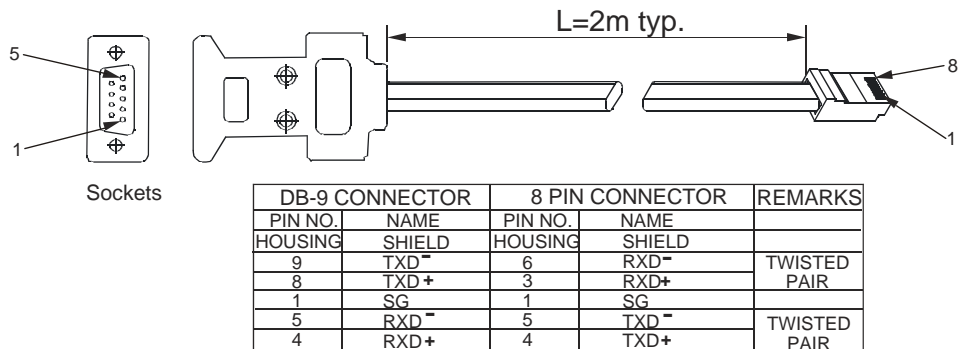 L=2m typ.
5
8
1
1
Sockets
DB-9 CONNECTOR 8 PIN CONNECTOR REMARKS
PIN NO. NAME PIN NO. NAME
HOUSING SHIELD HOUSING SHIELD
9 TXD- 6 RXD- TWISTED
8 TXD+ 3 RXD+ PAIR
1 SG 1 SG
5 RXD- 5 TXD- TWISTED
4 RXD+ 4 TXD+ PAIR